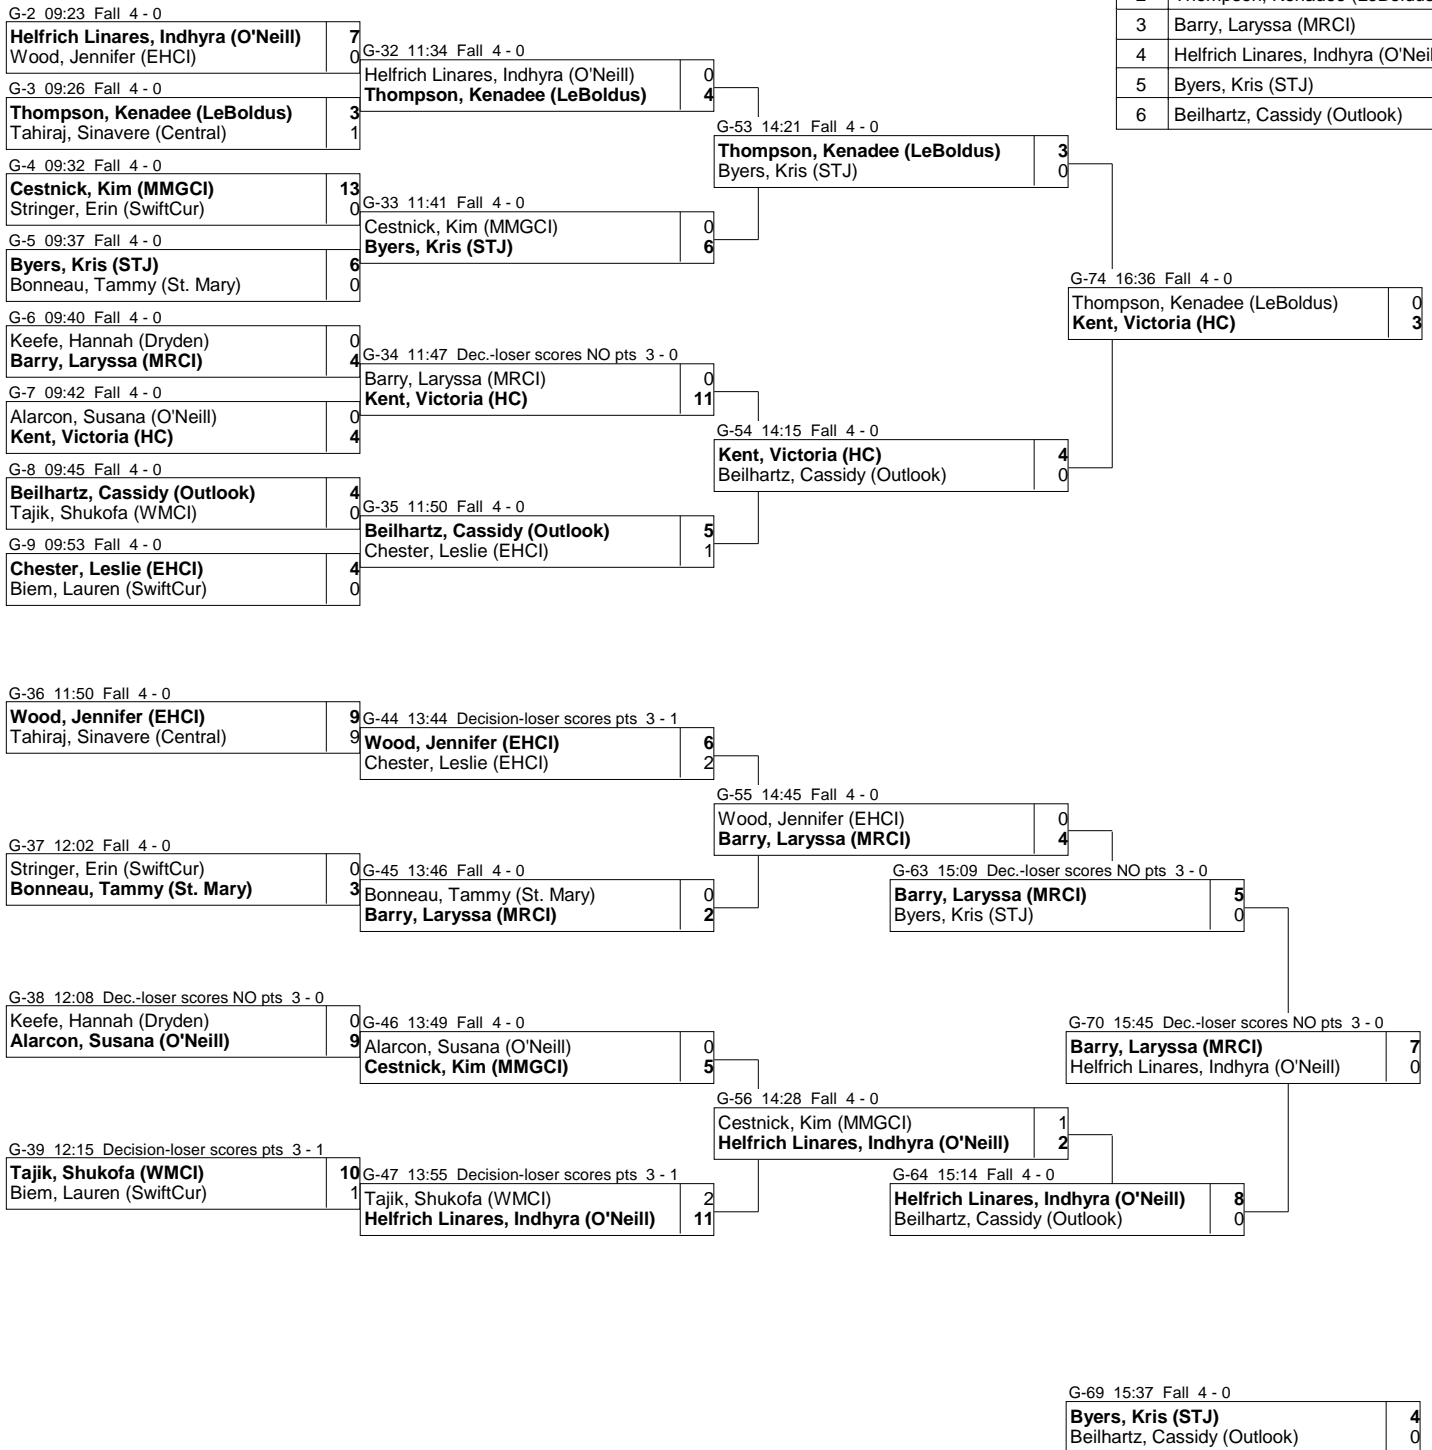 2 Thompson, Kenadee (LeBoldus
3 Barry, Laryssa (MRCI)
4 Helfrich Linares, Indhyra (O'Neil
5 Byers, Kris (STJ)
6 Beilhartz, Cassidy (Outlook)
G-2 09:23 Fall 4 - 0
Helfrich Linares, Indhyra (O'Neill) 7
Wood, Jennifer (EHCI) 0
G-3 09:26 Fall 4 - 0
Thompson, Kenadee (LeBoldus) 3
Tahiraj, Sinavere (Central) 1
G-4 09:32 Fall 4 - 0
Cestnick, Kim (MMGCI) 13
Stringer, Erin (SwiftCur) 0
G-5 09:37 Fall 4 - 0
Byers, Kris (STJ) 6
Bonneau, Tammy (St. Mary) 0
G-6 09:40 Fall 4 - 0
Keefe, Hannah (Dryden) 0
Barry, Laryssa (MRCI) 4
G-7 09:42 Fall 4 - 0
Alarcon, Susana (O'Neill) 0
Kent, Victoria (HC) 4
G-8 09:45 Fall 4 - 0
Beilhartz, Cassidy (Outlook) 4
Tajik, Shukofa (WMCI) 0
G-9 09:53 Fall 4 - 0
Chester, Leslie (EHCI) 4
Biem, Lauren (SwiftCur) 0
G-32 11:34 Fall 4 - 0
Helfrich Linares, Indhyra (O'Neill) 0
Thompson, Kenadee (LeBoldus) 4
G-33 11:41 Fall 4 - 0
Cestnick, Kim (MMGCI) 0
Byers, Kris (STJ) 6
G-34 11:47 Dec.-loser scores NO pts 3 - 0
Barry, Laryssa (MRCI) 0
Kent, Victoria (HC) 11
G-35 11:50 Fall 4 - 0
Beilhartz, Cassidy (Outlook) 5
Chester, Leslie (EHCI) 1
G-53 14:21 Fall 4 - 0
Thompson, Kenadee (LeBoldus) 3
Byers, Kris (STJ) 0
G-54 14:15 Fall 4 - 0
Kent, Victoria (HC) 4
Beilhartz, Cassidy (Outlook) 0
G-74 16:36 Fall 4 - 0
Thompson, Kenadee (LeBoldus) 0
Kent, Victoria (HC) 3
G-36 11:50 Fall 4 - 0
Wood, Jennifer (EHCI) 9
Tahiraj, Sinavere (Central) 9
G-37 12:02 Fall 4 - 0
Stringer, Erin (SwiftCur) 0
Bonneau, Tammy (St. Mary) 3
G-38 12:08 Dec.-loser scores NO pts 3 - 0
Keefe, Hannah (Dryden) 0
Alarcon, Susana (O'Neill) 9
G-39 12:15 Decision-loser scores pts 3 - 1
Tajik, Shukofa (WMCI) 10
Biem, Lauren (SwiftCur) 1
G-44 13:44 Decision-loser scores pts 3 - 1
Wood, Jennifer (EHCI) 6
Chester, Leslie (EHCI) 2
G-45 13:46 Fall 4 - 0
Bonneau, Tammy (St. Mary) 0
Barry, Laryssa (MRCI) 2
G-46 13:49 Fall 4 - 0
Alarcon, Susana (O'Neill) 0
Cestnick, Kim (MMGCI) 5
G-47 13:55 Decision-loser scores pts 3 - 1
Tajik, Shukofa (WMCI) 2
Helfrich Linares, Indhyra (O'Neill) 11
G-55 14:45 Fall 4 - 0
Wood, Jennifer (EHCI) 0
Barry, Laryssa (MRCI) 4
G-56 14:28 Fall 4 - 0
Cestnick, Kim (MMGCI) 1
Helfrich Linares, Indhyra (O'Neill) 2
G-63 15:09 Dec.-loser scores NO pts 3 - 0
Barry, Laryssa (MRCI) 5
Byers, Kris (STJ) 0
G-64 15:14 Fall 4 - 0
Helfrich Linares, Indhyra (O'Neill) 8
Beilhartz, Cassidy (Outlook) 0
G-70 15:45 Dec.-loser scores NO pts 3 - 0
Barry, Laryssa (MRCI) 7
Helfrich Linares, Indhyra (O'Neill) 0
G-69 15:37 Fall 4 - 0
Byers, Kris (STJ) 4
Beilhartz, Cassidy (Outlook) 0